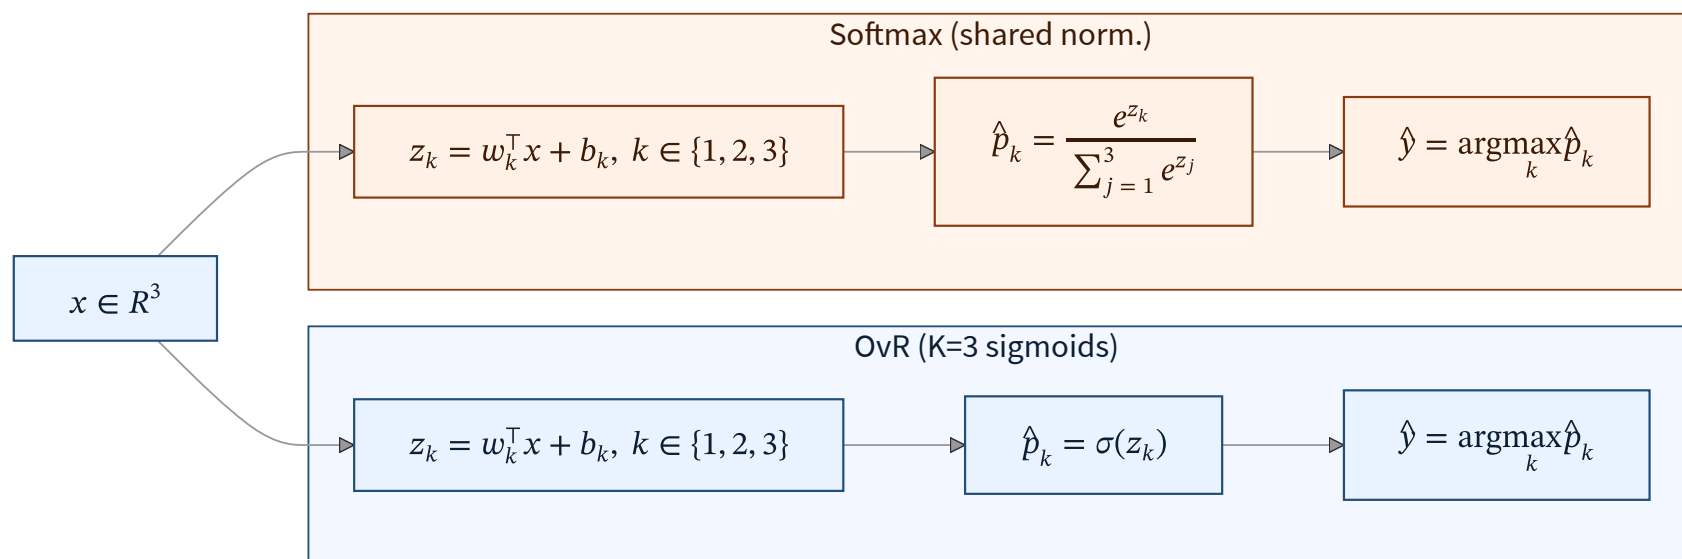 Softmax (shared norm.)
z_k = w_k^⊤ x + b_k, k ∈ {1, 2, 3}
p̂_k = e^{z_k} / ∑_{j = 1}^{3} e^{z_j}
ŷ = argmax_k p̂_k
x ∈ R^3
OvR (K=3 sigmoids)
z_k = w_k^⊤ x + b_k, k ∈ {1, 2, 3}
p̂_k = σ(z_k)
ŷ = argmax_k p̂_k